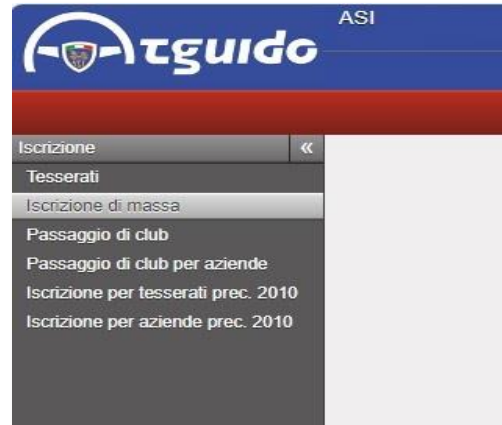 ASI
tguido
Iscrizione «
Tesserati
Iscrizione di massa
Passaggio di club
Passaggio di club per aziende
Iscrizione per tesserati prec. 2010
Iscrizione per aziende prec. 2010